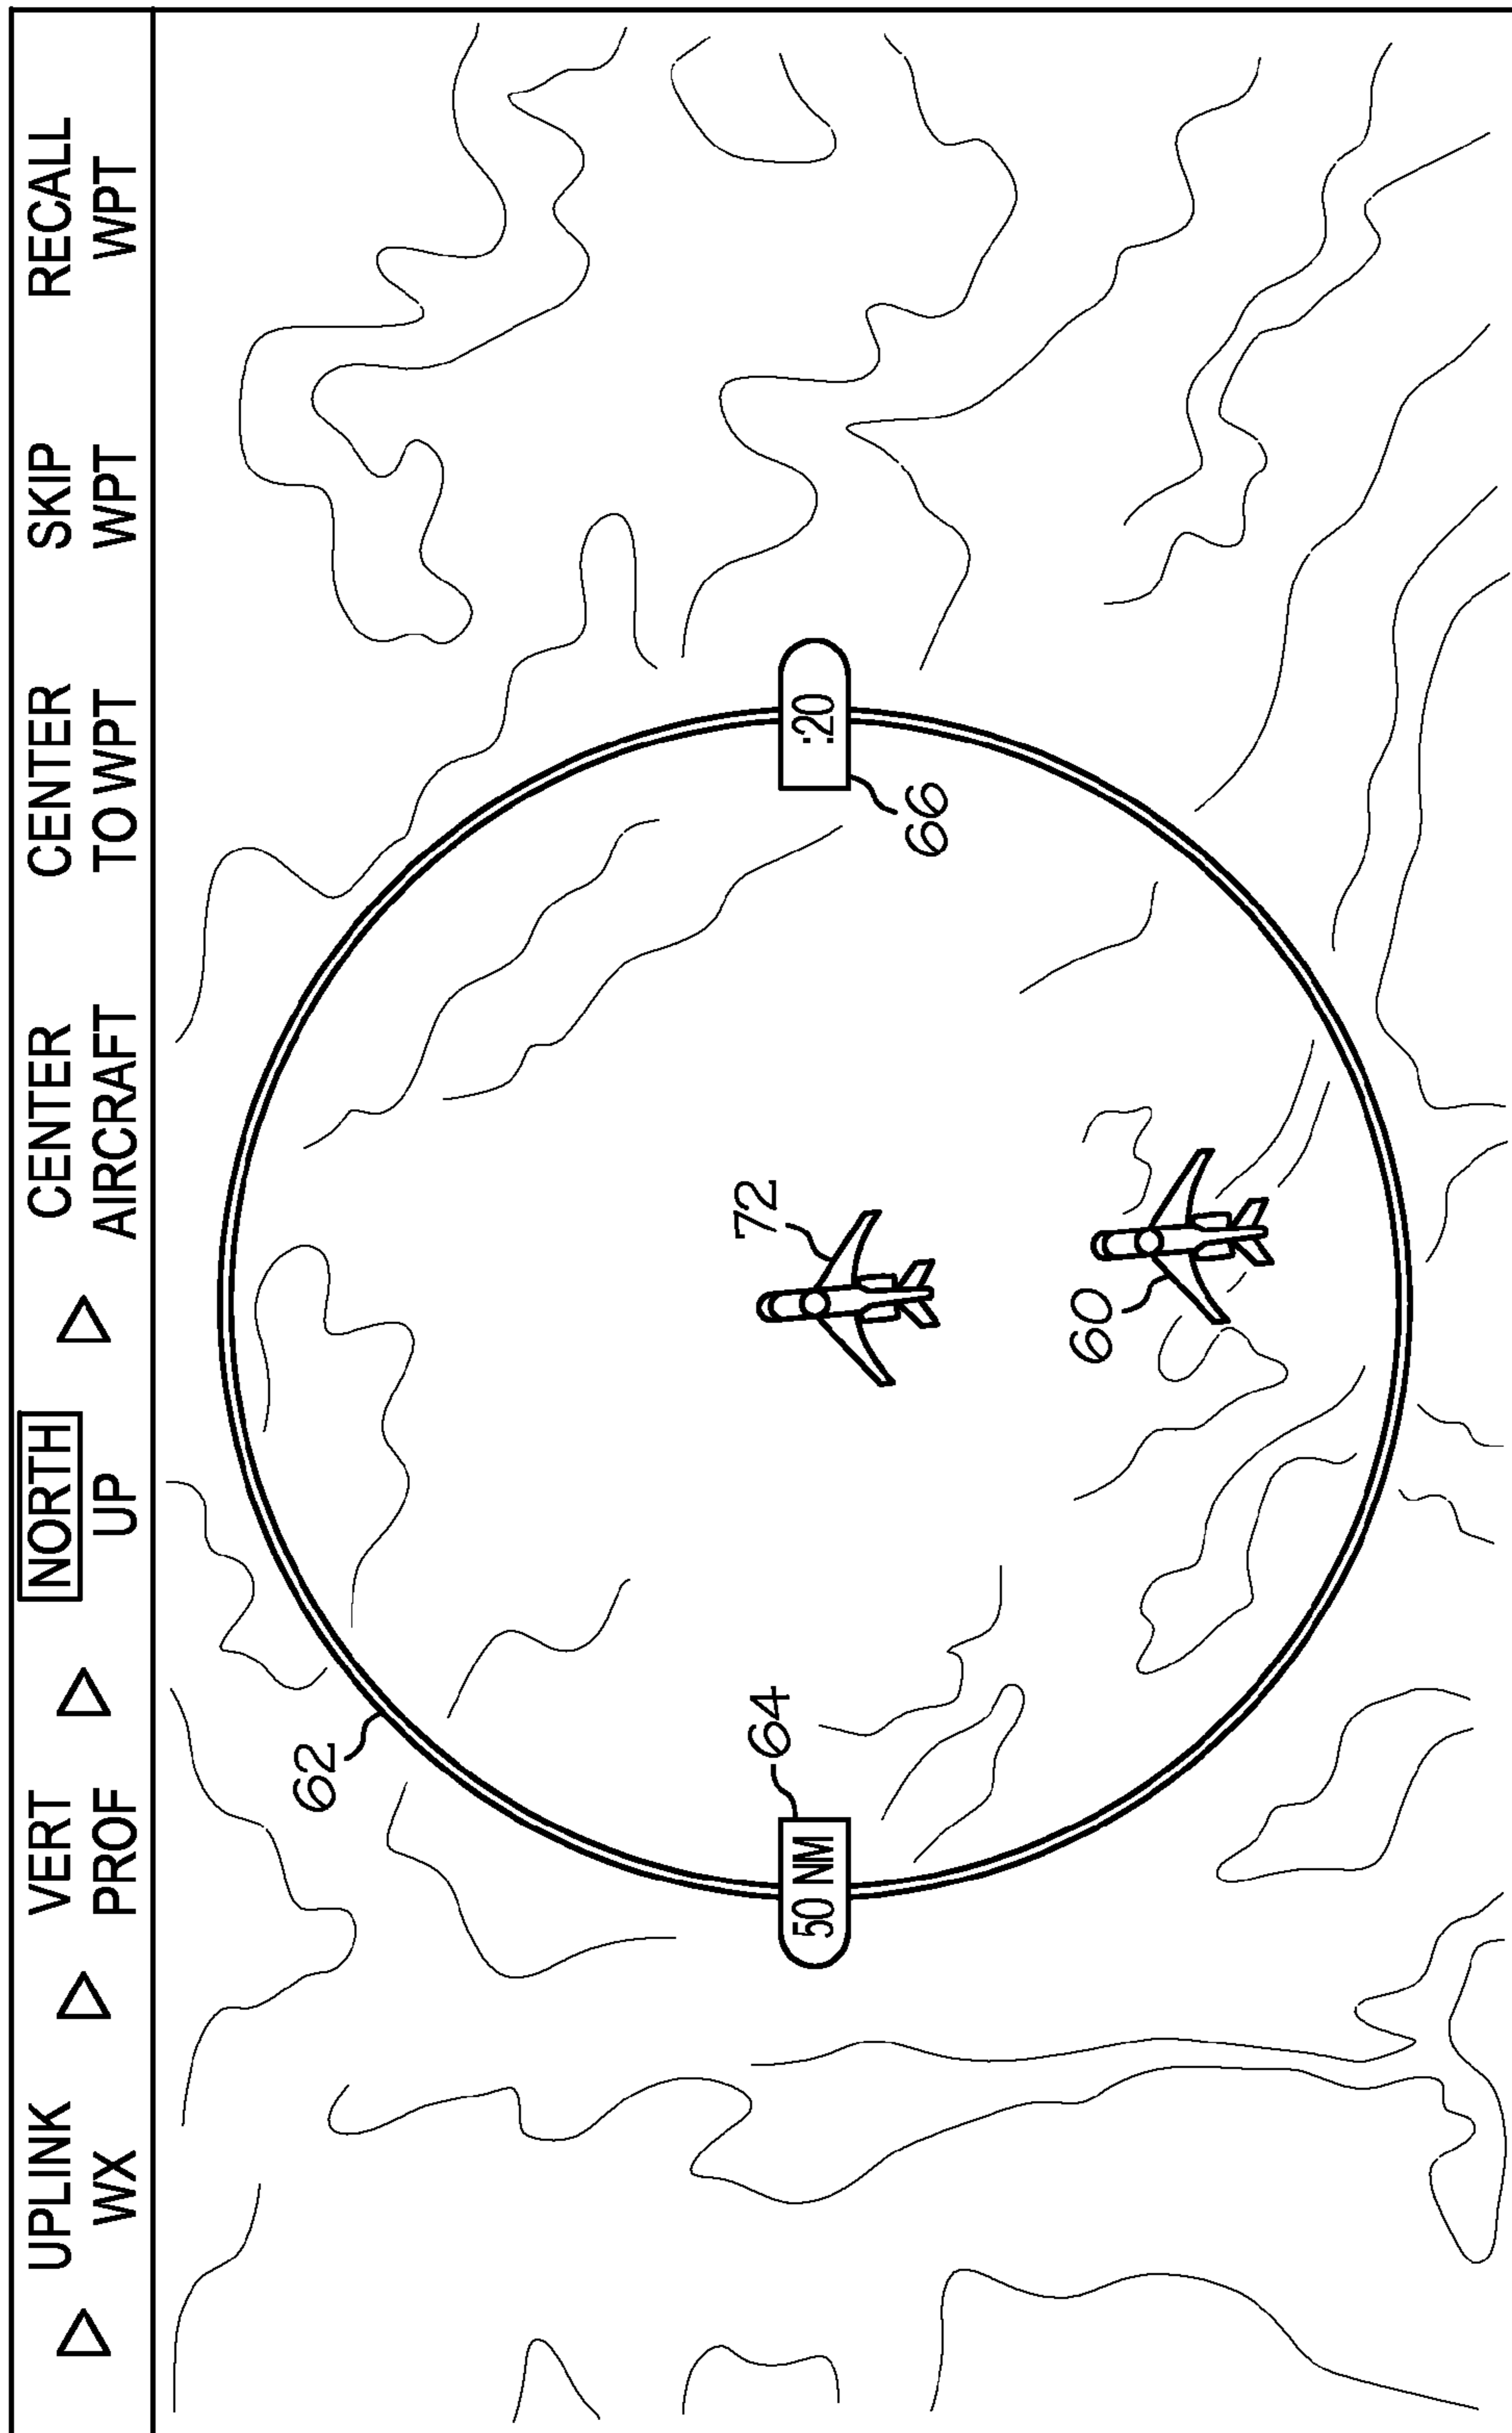 ▷ UPLINK ▷ VERT ▷ NORTH ▷ CENTER CENTER SKIP RECALL
WX PROF UP AIRCRAFT TO WPT WPT WPT
62
72
64
50 NM
:20
66
60